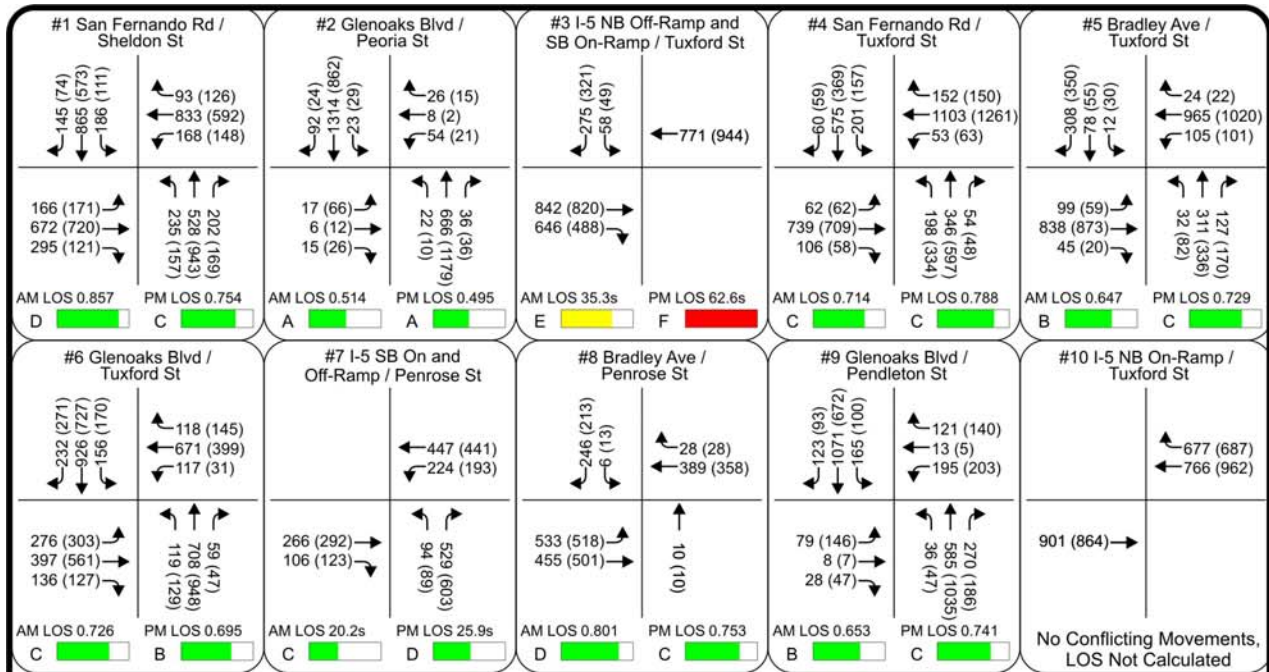 #1 San Fernando Rd /
Sheldon St
145 (74)
865 (573)
186 (111)
93 (126)
833 (592)
168 (148)
166 (171)
672 (720)
295 (121)
235 (157)
528 (943)
202 (169)
AM LOS 0.857
PM LOS 0.754
D
C
#2 Glenoaks Blvd /
Peoria St
92 (24)
1314 (862)
23 (29)
26 (15)
8 (2)
54 (21)
17 (66)
6 (12)
15 (26)
22 (10)
666 (1179)
36 (36)
AM LOS 0.514
PM LOS 0.495
A
A
#3 I-5 NB Off-Ramp and
SB On-Ramp / Tuxford St
275 (321)
58 (49)
771 (944)
842 (820)
646 (488)
AM LOS 35.3s
PM LOS 62.6s
E
F
#4 San Fernando Rd /
Tuxford St
60 (59)
575 (369)
201 (157)
152 (150)
1103 (1261)
53 (63)
62 (62)
739 (709)
106 (58)
198 (334)
346 (597)
54 (48)
AM LOS 0.714
PM LOS 0.788
C
C
#5 Bradley Ave /
Tuxford St
308 (350)
78 (55)
12 (30)
24 (22)
965 (1020)
105 (101)
99 (59)
838 (873)
45 (20)
32 (82)
311 (336)
127 (170)
AM LOS 0.647
PM LOS 0.729
B
C
#6 Glenoaks Blvd /
Tuxford St
232 (271)
926 (727)
156 (170)
118 (145)
671 (399)
117 (31)
276 (303)
397 (561)
136 (127)
119 (129)
708 (948)
59 (47)
AM LOS 0.726
PM LOS 0.695
C
B
#7 I-5 SB On and
Off-Ramp / Penrose St
447 (441)
224 (193)
266 (292)
106 (123)
94 (89)
529 (603)
AM LOS 20.2s
PM LOS 25.9s
C
D
#8 Bradley Ave /
Penrose St
246 (213)
6 (13)
28 (28)
389 (358)
533 (518)
455 (501)
10 (10)
AM LOS 0.801
PM LOS 0.753
D
C
#9 Glenoaks Blvd /
Pendleton St
123 (93)
1071 (672)
165 (100)
121 (140)
13 (5)
195 (203)
79 (146)
8 (7)
28 (47)
36 (47)
585 (1035)
270 (186)
AM LOS 0.653
PM LOS 0.741
B
C
#10 I-5 NB On-Ramp /
Tuxford St
677 (687)
766 (962)
901 (864)
No Conflicting Movements,
LOS Not Calculated